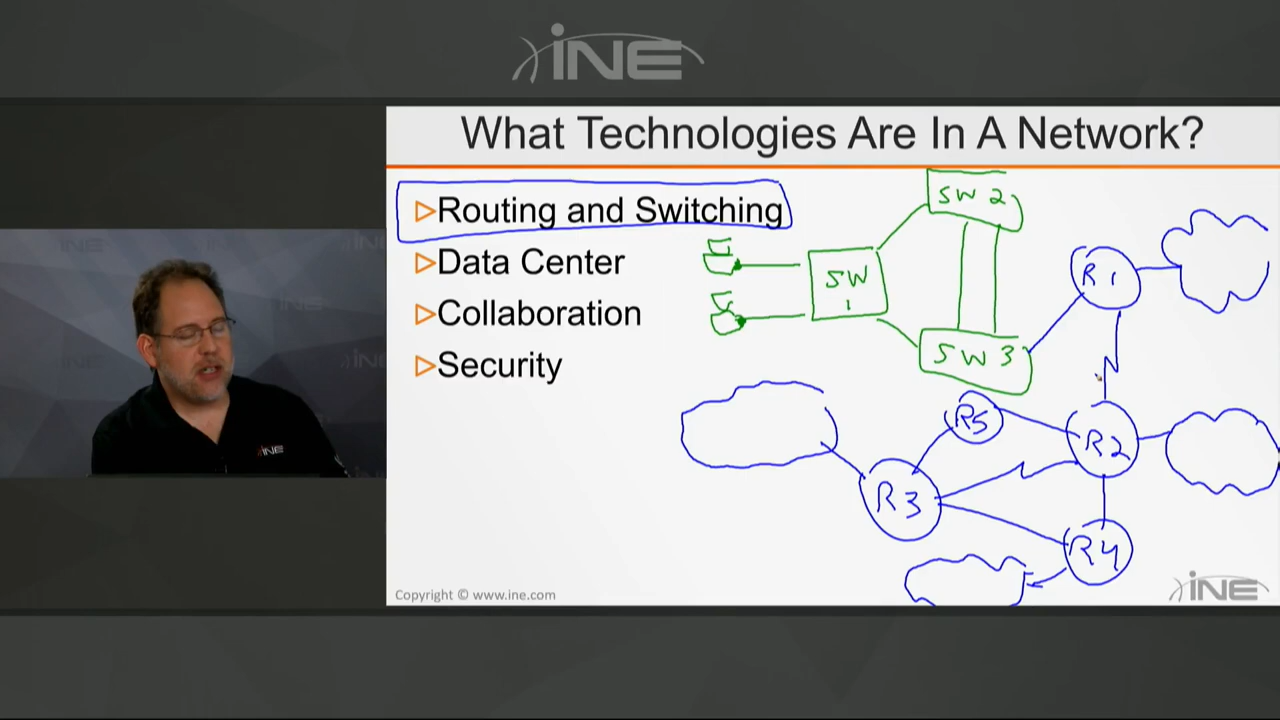 iNE
What Technologies Are In A Network?
Routing and Switching
Data Center
Collaboration
Security
SW 2
SW 1
SW 3
R1
R5
R2
R3
R4
iNE
Copyright © www.ine.com
iNE